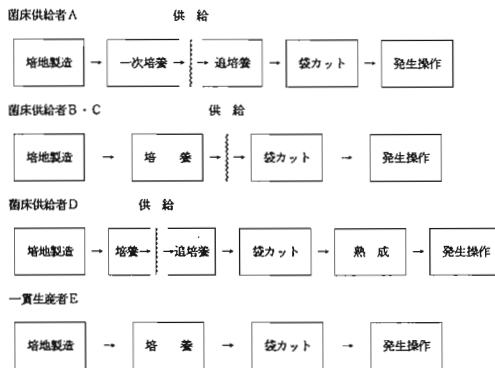 菌床供給者A 供 給
培地製造 → 一次培養 → 追培養 → 袋カット → 発生操作
菌床供給者B・C 供 給
培地製造 → 培 養 → → 袋カット → 発生操作
菌床供給者D 供 給
培地製造 → 培養→ →追培養 → 袋カット → 熟 成 → 発生操作
一貫生産者E
培地製造 → 培 養 → 袋カット → 発生操作